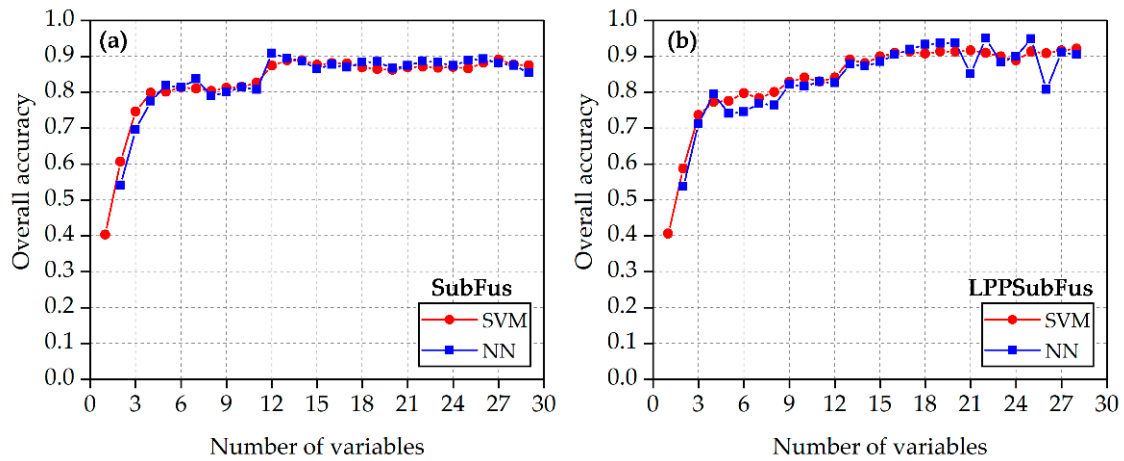 (a)
Overall accuracy
1.0
0.9
0.8
0.7
0.6
0.5
0.4
0.3
0.2
0.1
0.0
SubFus
SVM
NN
0 3 6 9 12 15 18 21 24 27 30
Number of variables
(b)
Overall accuracy
1.0
0.9
0.8
0.7
0.6
0.5
0.4
0.3
0.2
0.1
0.0
LPPSubFus
SVM
NN
0 3 6 9 12 15 18 21 24 27 30
Number of variables